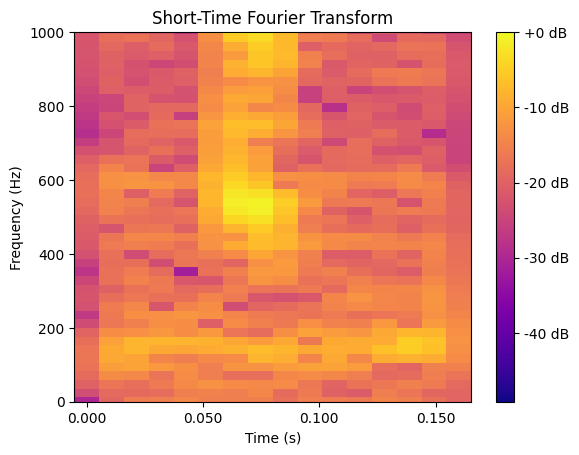 Short-Time Fourier Transform
Frequency (Hz)
1000
800
600
400
200
0
0.000
0.050
0.100
0.150
Time (s)
+0 dB
-10 dB
-20 dB
-30 dB
-40 dB